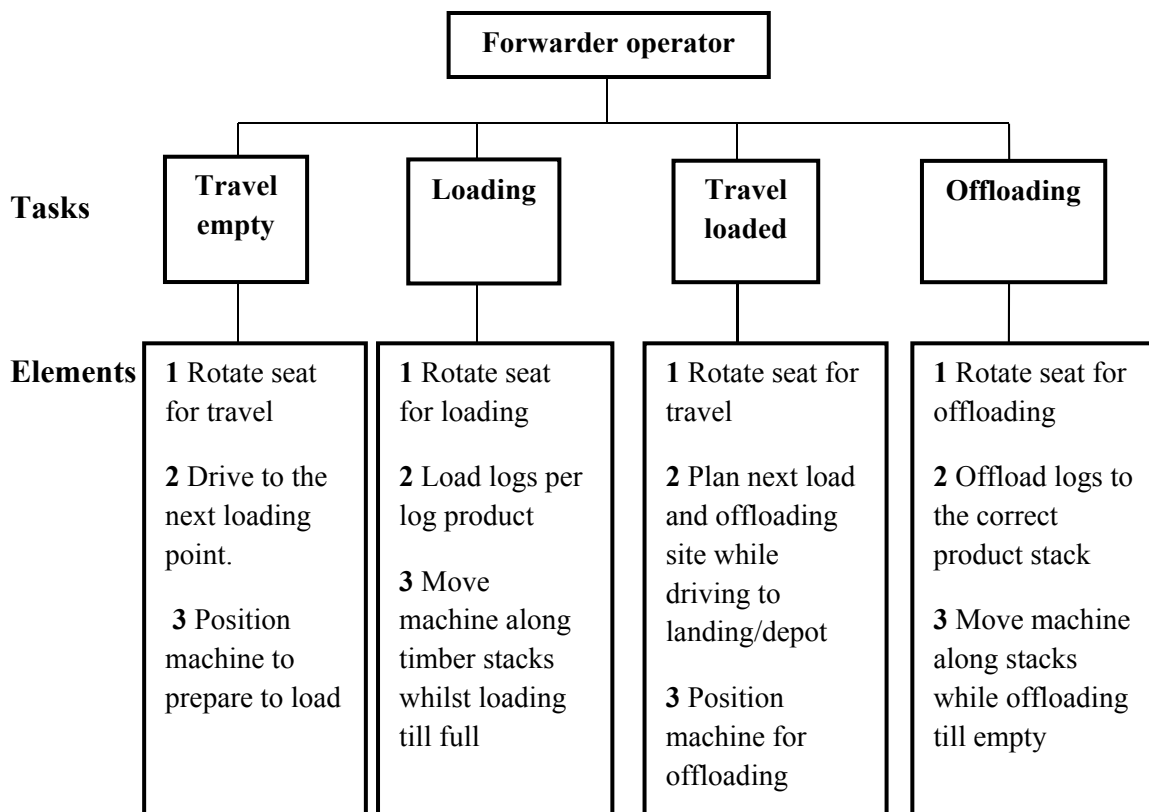 Forwarder operator
Tasks
Travel
empty
Loading
Travel
loaded
Offloading
Elements
1 Rotate seat
for travel
2 Drive to the
next loading
point.
3 Position
machine to
prepare to load
1 Rotate seat
for loading
2 Load logs per
log product
3 Move
machine along
timber stacks
whilst loading
till full
1 Rotate seat for
travel
2 Plan next load
and offloading
site while
driving to
landing/depot
3 Position
machine for
offloading
1 Rotate seat for
offloading
2 Offload logs to
the correct
product stack
3 Move machine
along stacks
while offloading
till empty